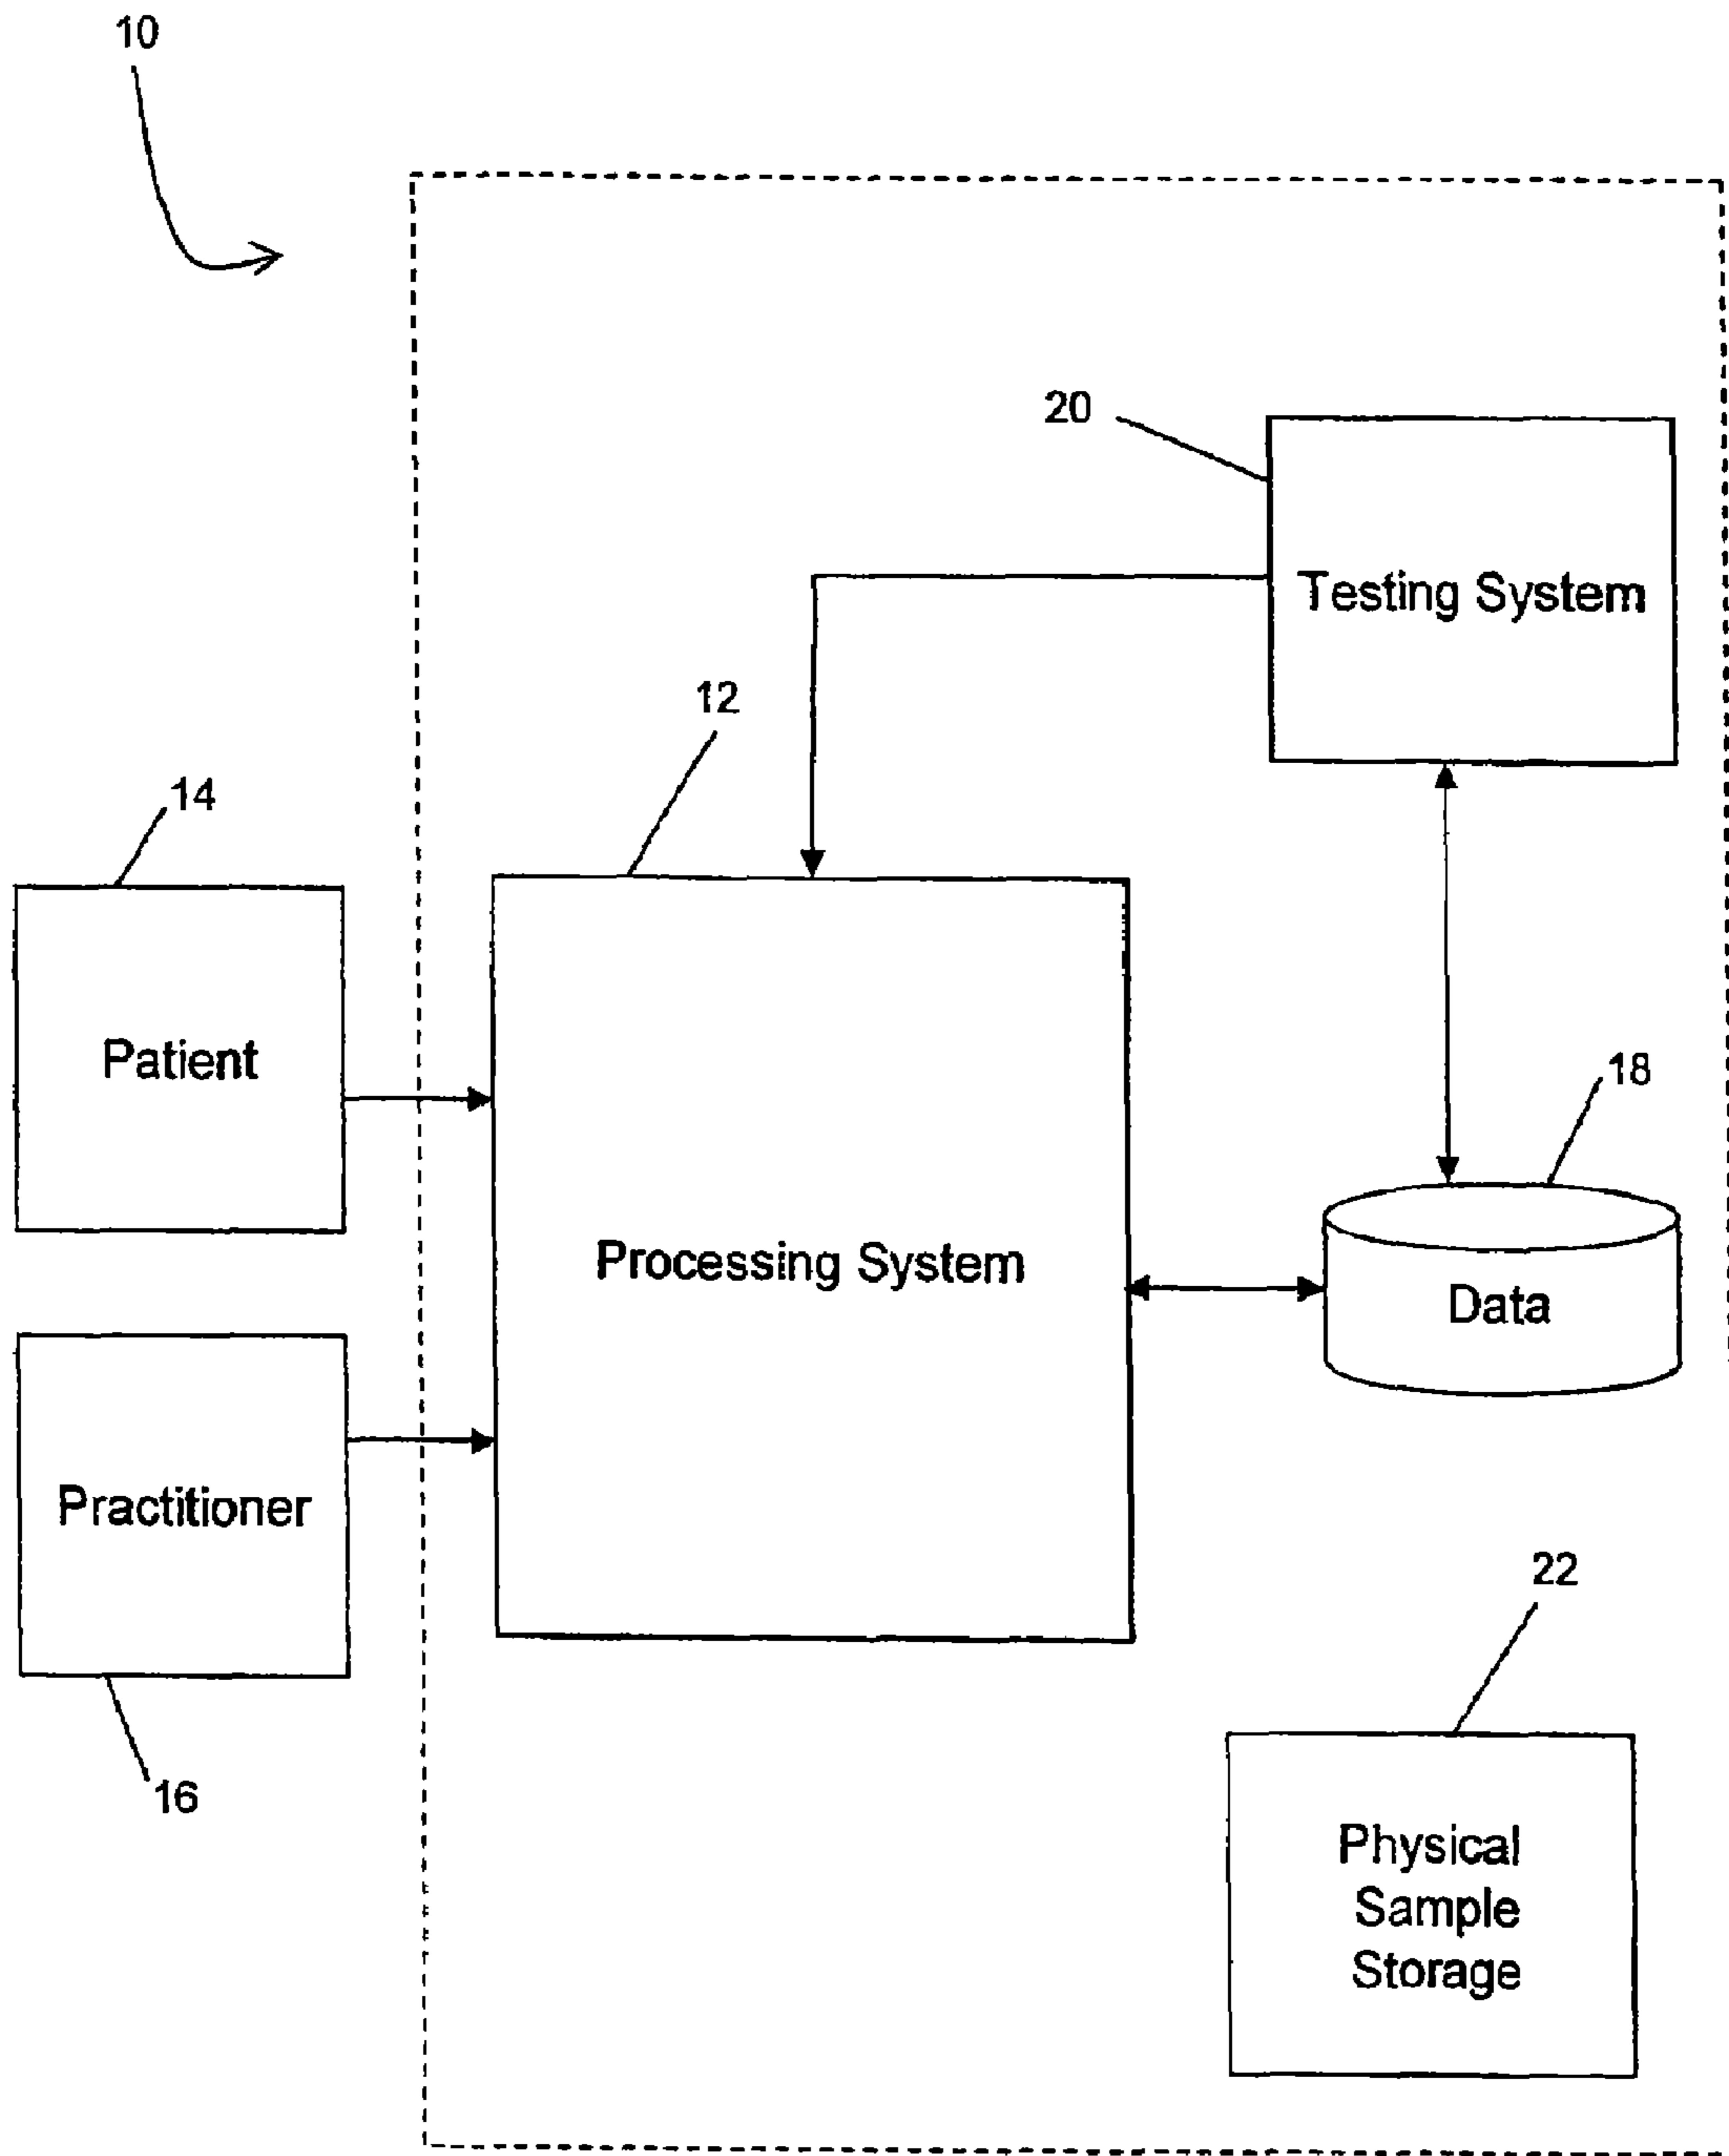 10
20
Testing System
12
14
Patient
18
Processing System
Data
Practitioner
22
16
Physical
Sample
Storage